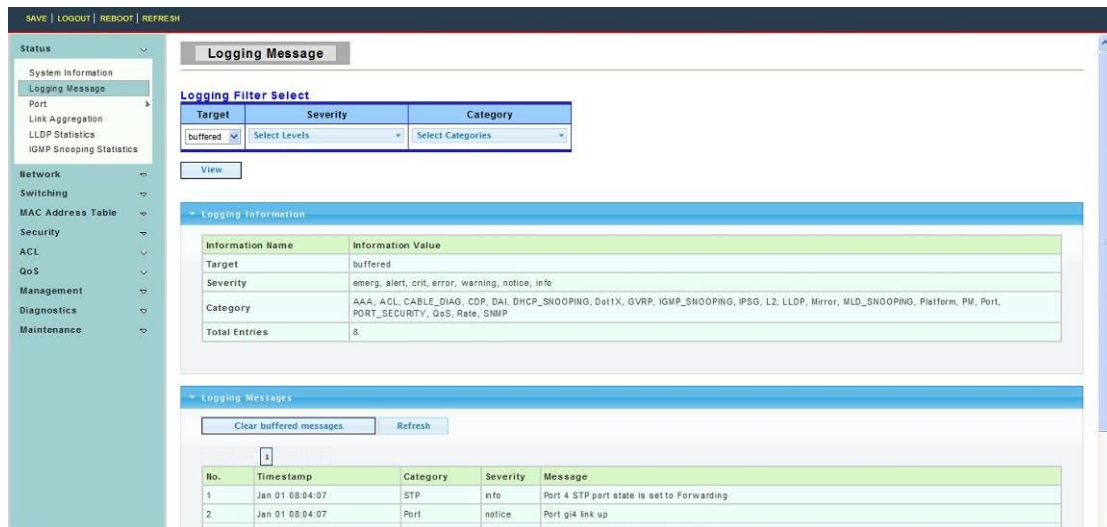 SAVE | LOGOUT | REBOOT | REFRESH
Status
System Information
Logging Message
Port
Link Aggregation
LLDP Statistics
IGMP Snooping Statistics
Network
Switching
MAC Address Table
Security
ACL
QoS
Management
Diagnostics
Maintenance
Logging Message
Logging Filter Select
Target Severity Category
buffered Select Levels Select Categories
View
Logging Information
Information Name Information Value
Target buffered
Severity emerg, alert, crit, error, warning, notice, info
Category AAA, ACL, CABLE_DIAG, CDP, DAI, DHCP_SNOOPING, Dot1X, GVRP, IGMP_SNOOPING, IPSG, L2, LLDP, Mirror, MLD_SNOOPING, Platform, PM, Port,
PORT_SECURITY, QoS, Rate, SNMP
Total Entries 8
Logging Messages
Clear buffered messages Refresh
1
No. Timestamp Category Severity Message
1 Jan 01 08:04:07 STP info Port 4 STP port state is set to Forwarding
2 Jan 01 08:04:07 Port notice Port gi4 link up